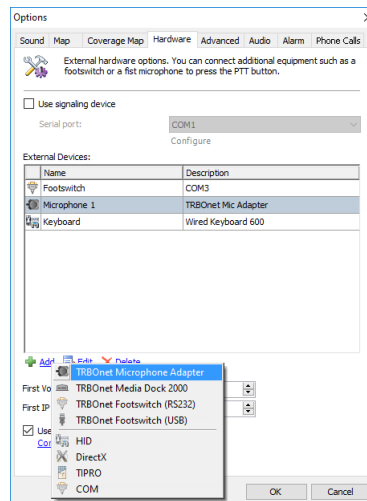 Options
Sound Map Coverage Map Hardware Advanced Audio Alarm Phone Calls
External hardware options. You can connect additional equipment such as a
footswitch or a fist microphone to press the PTT button.
Use signaling device
Serial port: COM1
Configure
External Devices:
Name Description
Footswitch COM3
Microphone 1 TRBOnet Mic Adapter
Keyboard Wired Keyboard 600
Add Edit Delete
TRBOnet Microphone Adapter
First Vo TRBOnet Media Dock 2000
First IP TRBOnet Footswitch (RS232)
TRBOnet Footswitch (USB)
Use
Con HID
DirectX
TIPRO
COM
OK Cancel